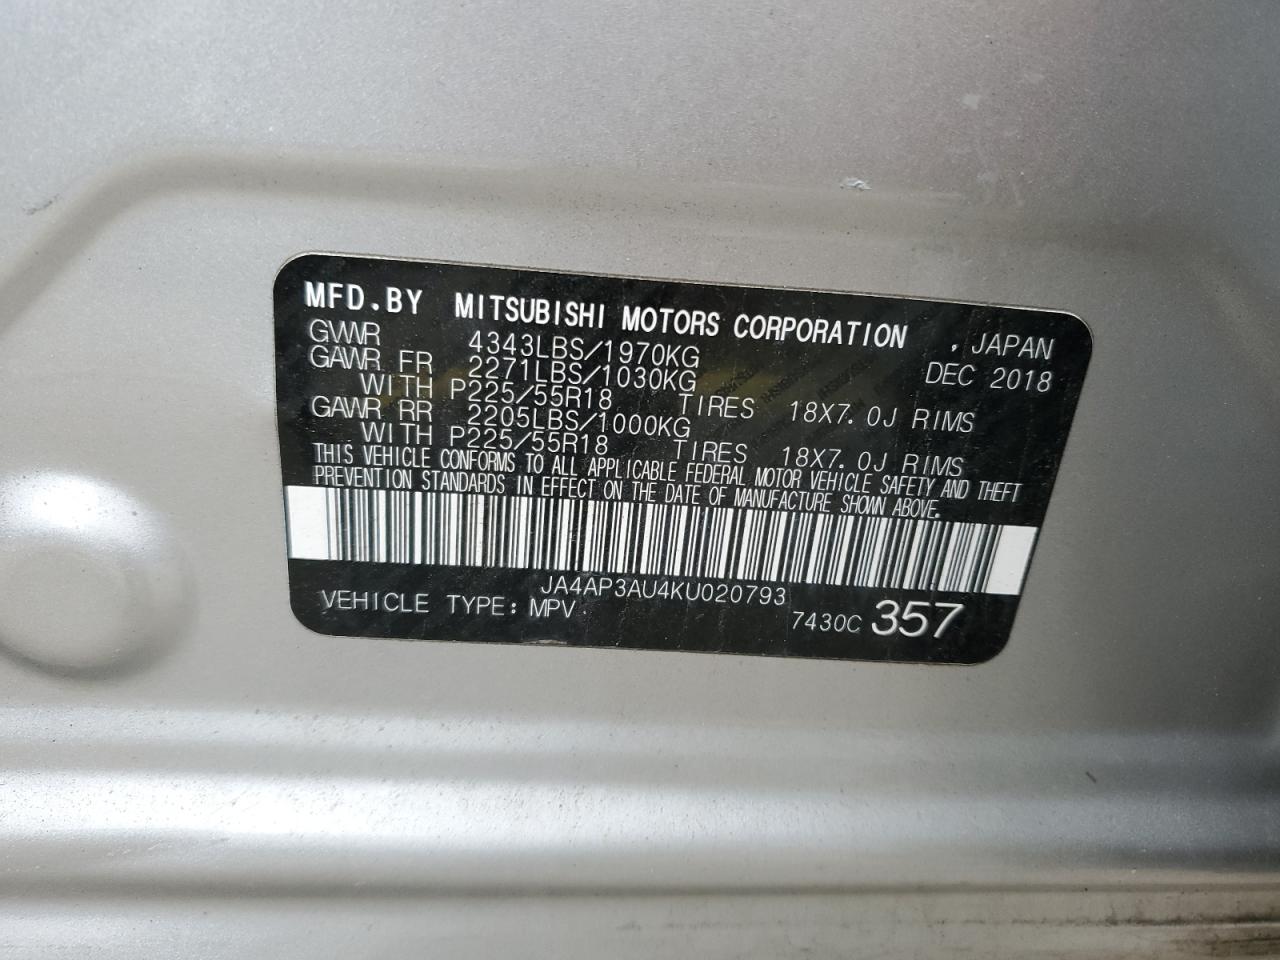 MFD.BY MITSUBISHI MOTORS CORPORATION , JAPAN
GVWR 4343LBS/1970KG DEC 2018
GAWR FR 2271LBS/1030KG
WITH P225/55R18 TIRES 18X7.0J RIMS
GAWR RR 2205LBS/1000KG
WITH P225/55R18 TIRES 18X7.0J RIMS
THIS VEHICLE CONFORMS TO ALL APPLICABLE FEDERAL MOTOR VEHICLE SAFETY AND THEFT
PREVENTION STANDARDS IN EFFECT ON THE DATE OF MANUFACTURE SHOWN ABOVE.
JA4AP3AU4KU020793
VEHICLE TYPE: MPV 7430C 357